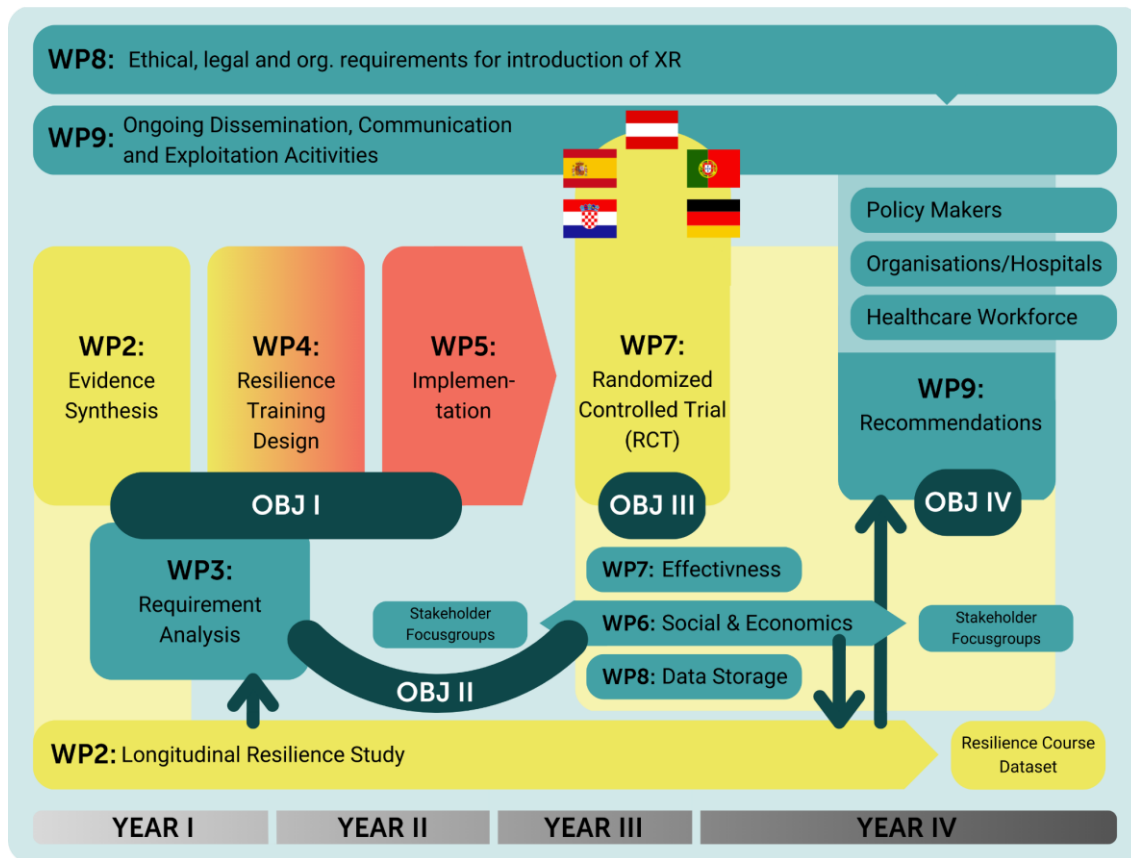 WP8: Ethical, legal and org. requirements for introduction of XR
WP9: Ongoing Dissemination, Communication
and Exploitation Acitivities
Policy Makers
Organisations/Hospitals
Healthcare Workforce
WP2:
Evidence
Synthesis
WP4:
Resilience
Training
Design
WP5:
Implemen-
tation
WP7:
Randomized
Controlled Trial
(RCT)
WP9:
Recommendations
OBJ I
OBJ III
OBJ IV
WP3:
Requirement
Analysis
WP7: Effectivness
Stakeholder
Focusgroups
WP6: Social & Economics
Stakeholder
Focusgroups
WP8: Data Storage
OBJ II
WP2: Longitudinal Resilience Study
Resilience Course
Dataset
YEAR I
YEAR II
YEAR III
YEAR IV